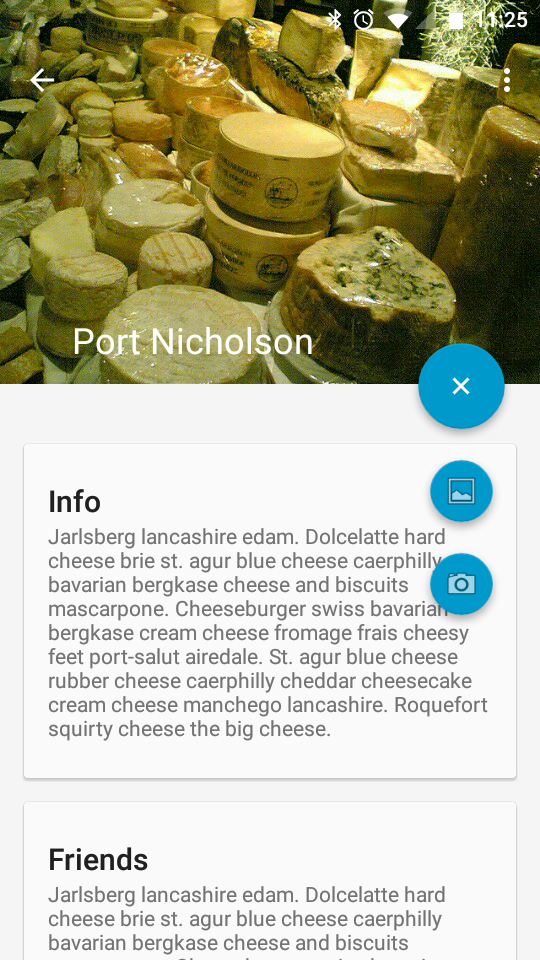 11:25
Port Nicholson
Info
Jarlsberg lancashire edam. Dolcelatte hard
cheese brie st. agur blue cheese caerphilly
bavarian bergkase cheese and biscuits
mascarpone. Cheeseburger swiss bavarian
bergkase cream cheese fromage frais cheesy
feet port-salut airedale. St. agur blue cheese
rubber cheese caerphilly cheddar cheesecake
cream cheese manchego lancashire. Roquefort
squirty cheese the big cheese.
Friends
Jarlsberg lancashire edam. Dolcelatte hard
cheese brie st. agur blue cheese caerphilly
bavarian bergkase cheese and biscuits